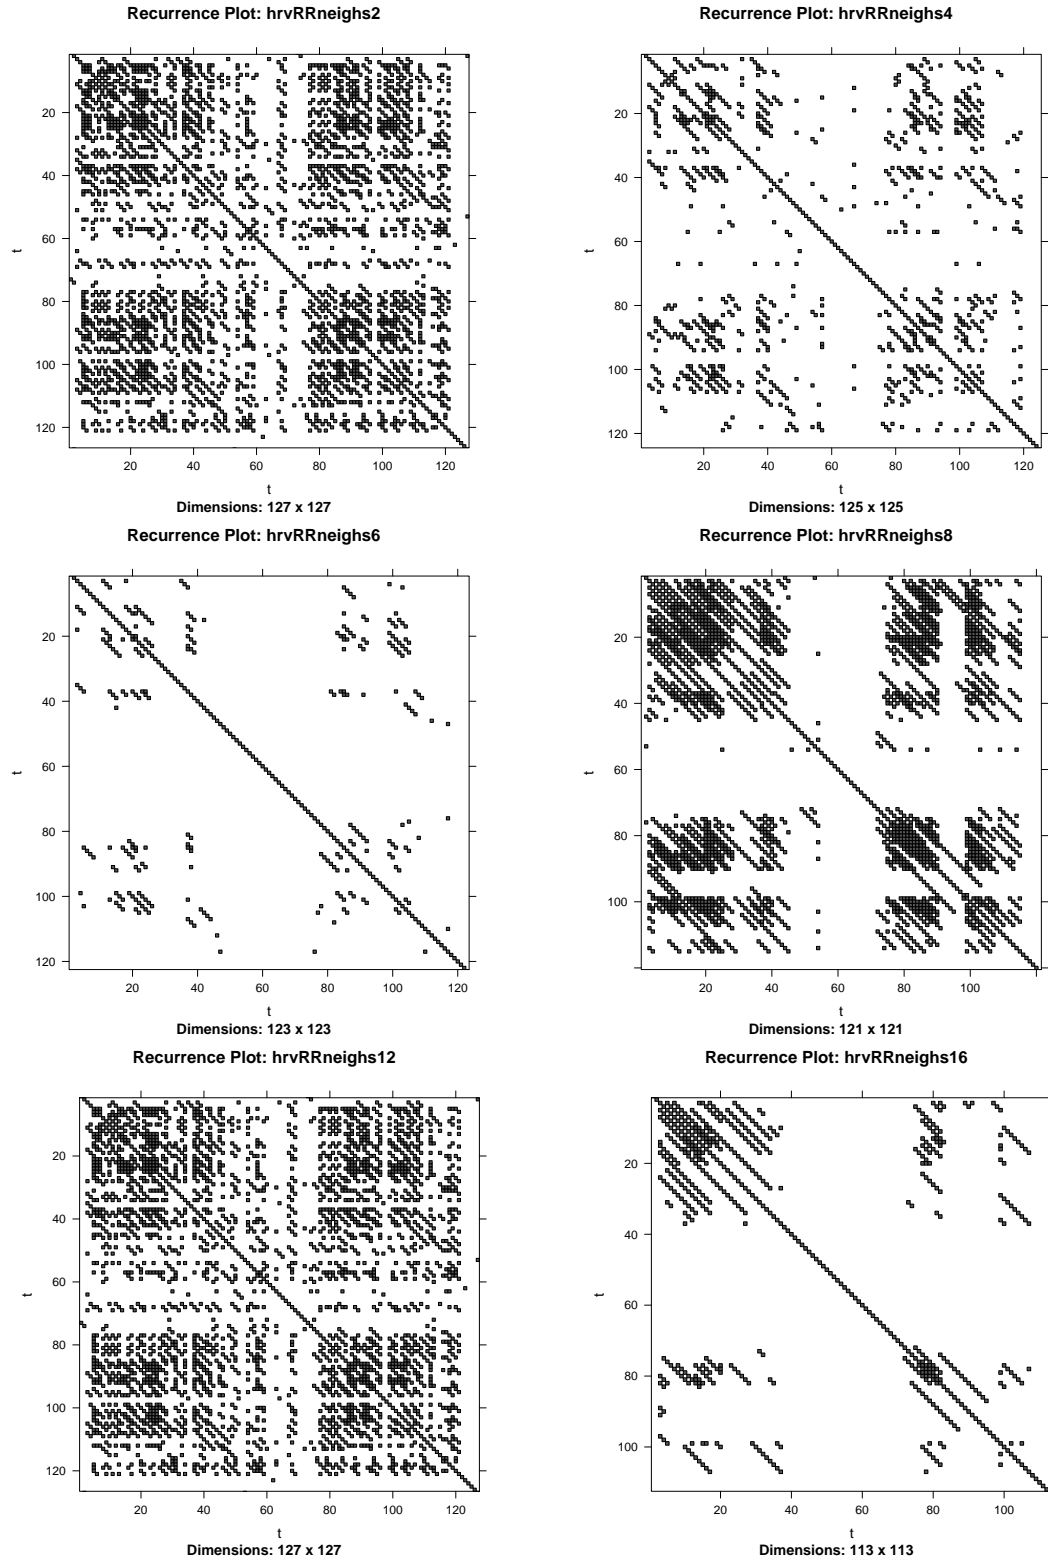 Recurrence Plot: hrvRRneighs2
20
40
60
80
100
120
t
20 40 60 80 100 120
t
Dimensions: 127 x 127
Recurrence Plot: hrvRRneighs4
20
40
60
80
100
120
t
20 40 60 80 100 120
t
Dimensions: 125 x 125
Recurrence Plot: hrvRRneighs6
20
40
60
80
100
120
t
20 40 60 80 100 120
t
Dimensions: 123 x 123
Recurrence Plot: hrvRRneighs8
20
40
60
80
100
t
20 40 60 80 100 120
t
Dimensions: 121 x 121
Recurrence Plot: hrvRRneighs12
20
40
60
80
100
120
t
20 40 60 80 100 120
t
Dimensions: 127 x 127
Recurrence Plot: hrvRRneighs16
20
40
60
80
100
t
20 40 60 80 100
t
Dimensions: 113 x 113